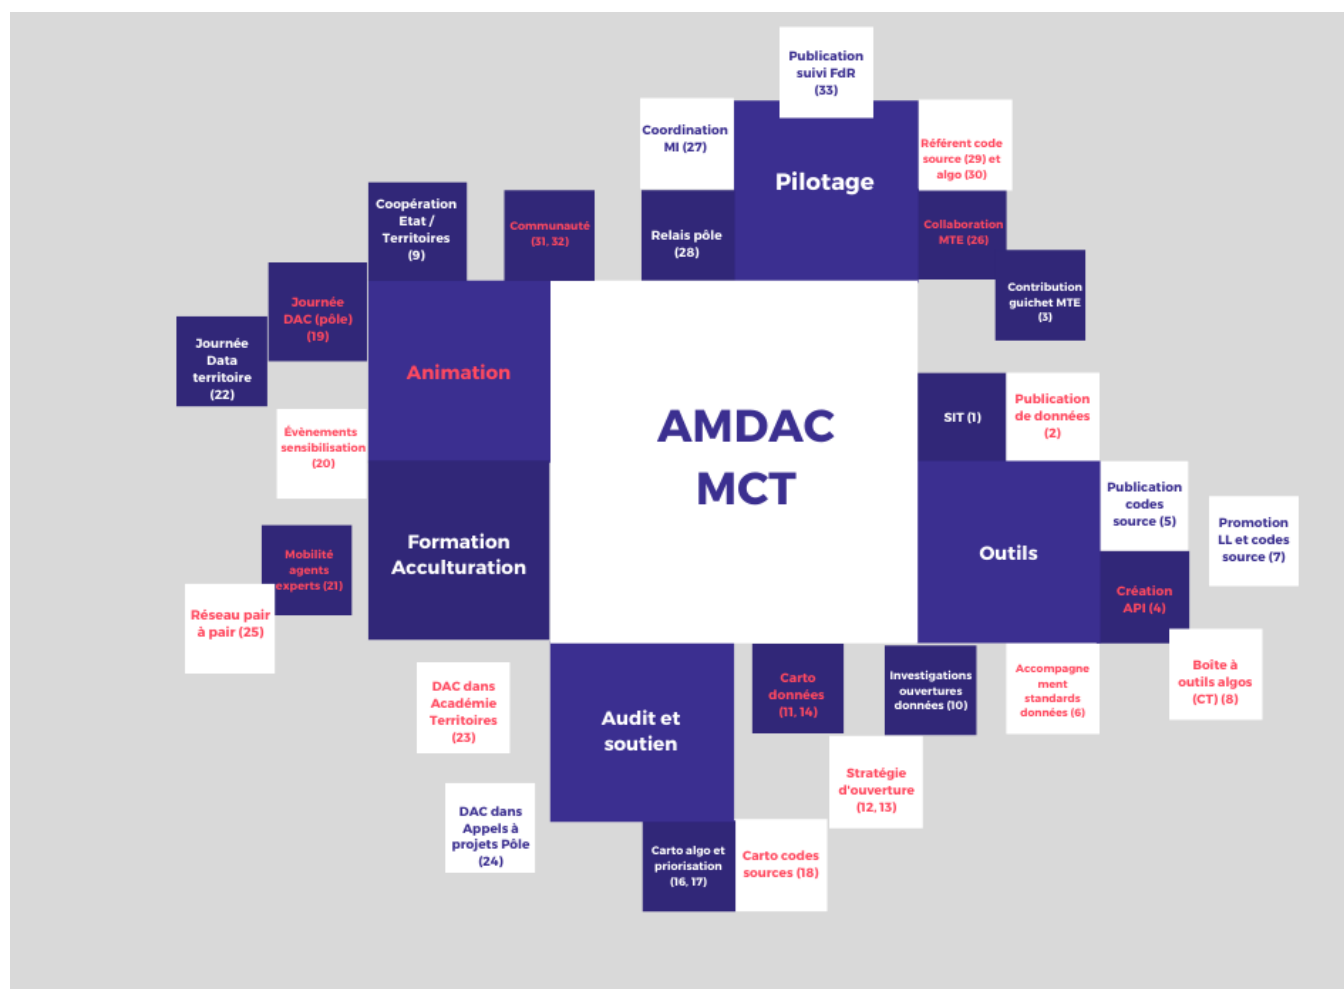 Publication
suivi FdR
(33)
Coordination
MI (27)
Pilotage
Référent code
source (29) et
algo (30)
Relais pôle
(28)
Collaboration
MTE (26)
Contribution
guichet MTE
(3)
Coopération
Etat /
Territoires
(9)
Communauté
(31, 32)
Journée
DAC (pôle)
(19)
Journée
Data
territoire
(22)
Animation
Évènements
sensibilisation
(20)
AMDAC
MCT
SIT (1)
Publication
de données
(2)
Publication
codes
source (5)
Promotion
LL et codes
source (7)
Outils
Création
API (4)
Formation
Acculturation
Mobilité
agents
experts (21)
Réseau pair
à pair (25)
DAC dans
Académie
Territoires
(23)
Audit et
soutien
Carto
données
(11, 14)
Investigations
ouvertures
données (10)
Accompagne
ment
standards
données (6)
Boîte à
outils algos
(CT) (8)
Stratégie
d'ouverture
(12, 13)
DAC dans
Appels à
projets Pôle
(24)
Carto algo et
priorisation
(16, 17)
Carto codes
sources (18)